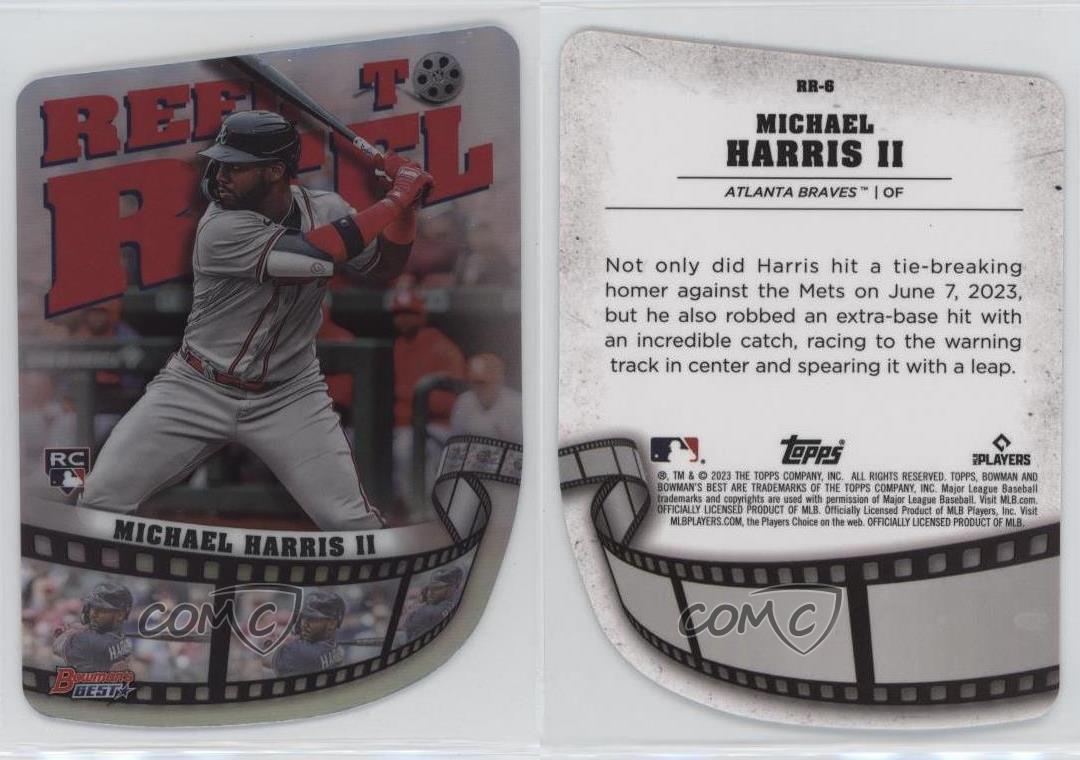 REEL TO
REEL
RC
MICHAEL HARRIS II
HARRIS
HARRIS
Bowman's
BEST
COMC
RR-6
MICHAEL
HARRIS II
ATLANTA BRAVES™ | OF
Not only did Harris hit a tie-breaking
homer against the Mets on June 7, 2023,
but he also robbed an extra-base hit with
an incredible catch, racing to the warning
track in center and spearing it with a leap.
topps®
MLB PLAYERS
®, TM & © 2023 THE TOPPS COMPANY, INC. ALL RIGHTS RESERVED. TOPPS, BOWMAN AND
BOWMAN'S BEST ARE TRADEMARKS OF THE TOPPS COMPANY, INC. Major League Baseball
trademarks and copyrights are used with permission of Major League Baseball. Visit MLB.com.
OFFICIALLY LICENSED PRODUCT OF MLB. Officially Licensed Product of MLB Players, Inc. Visit
MLBPLAYERS.COM, the Players Choice on the web. OFFICIALLY LICENSED PRODUCT OF MLB.
COMC